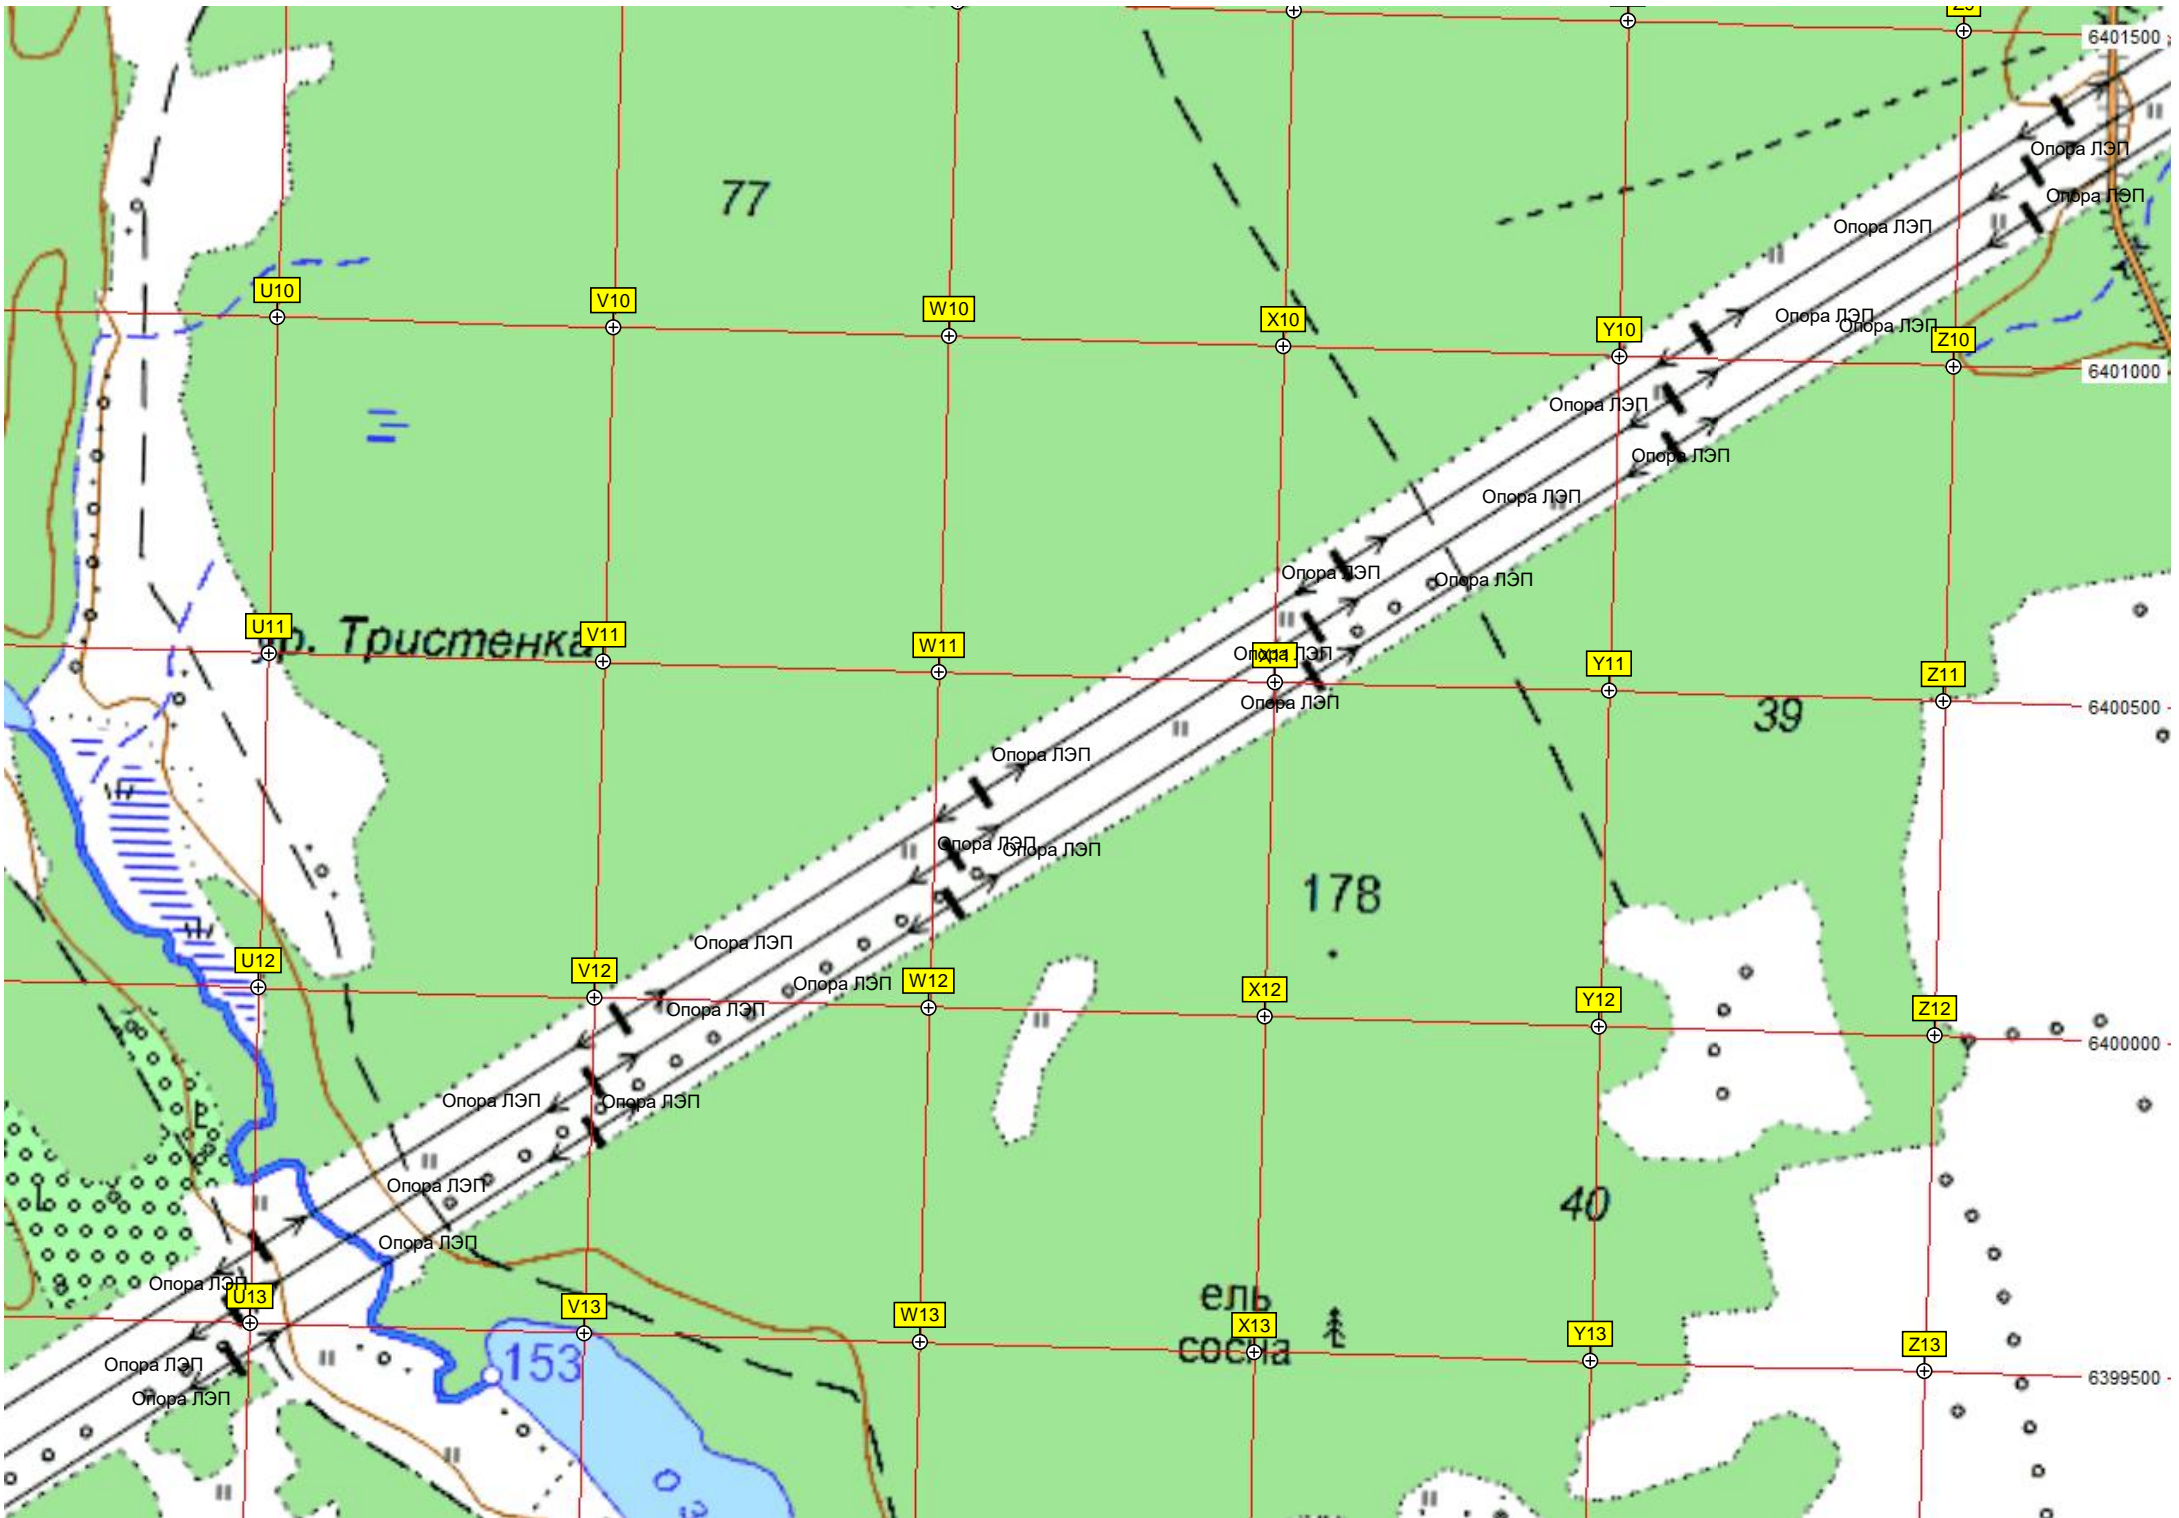 6401500
Опора ЛЭП
77
Опора ЛЭП
Опора ЛЭП
U10
V10
W10
X10
Y10
Опора ЛЭП
Опора ЛЭП
Z10
6401000
Опора ЛЭП
Опора ЛЭП
Опора ЛЭП
Опора ЛЭП
Опора ЛЭП
U11
ур. Тристенка
V11
W11
X11
Опора ЛЭП
Y11
Z11
Опора ЛЭП
6400500
39
Опора ЛЭП
Опора ЛЭП
Опора ЛЭП
178
Опора ЛЭП
U12
V12
Опора ЛЭП
W12
X12
Y12
Z12
Опора ЛЭП
6400000
Опора ЛЭП
Опора ЛЭП
Опора ЛЭП
40
Опора ЛЭП
Опора ЛЭП
U13
V13
W13
ель
X13
сосна
Y13
Z13
153
Опора ЛЭП
6399500
Опора ЛЭП